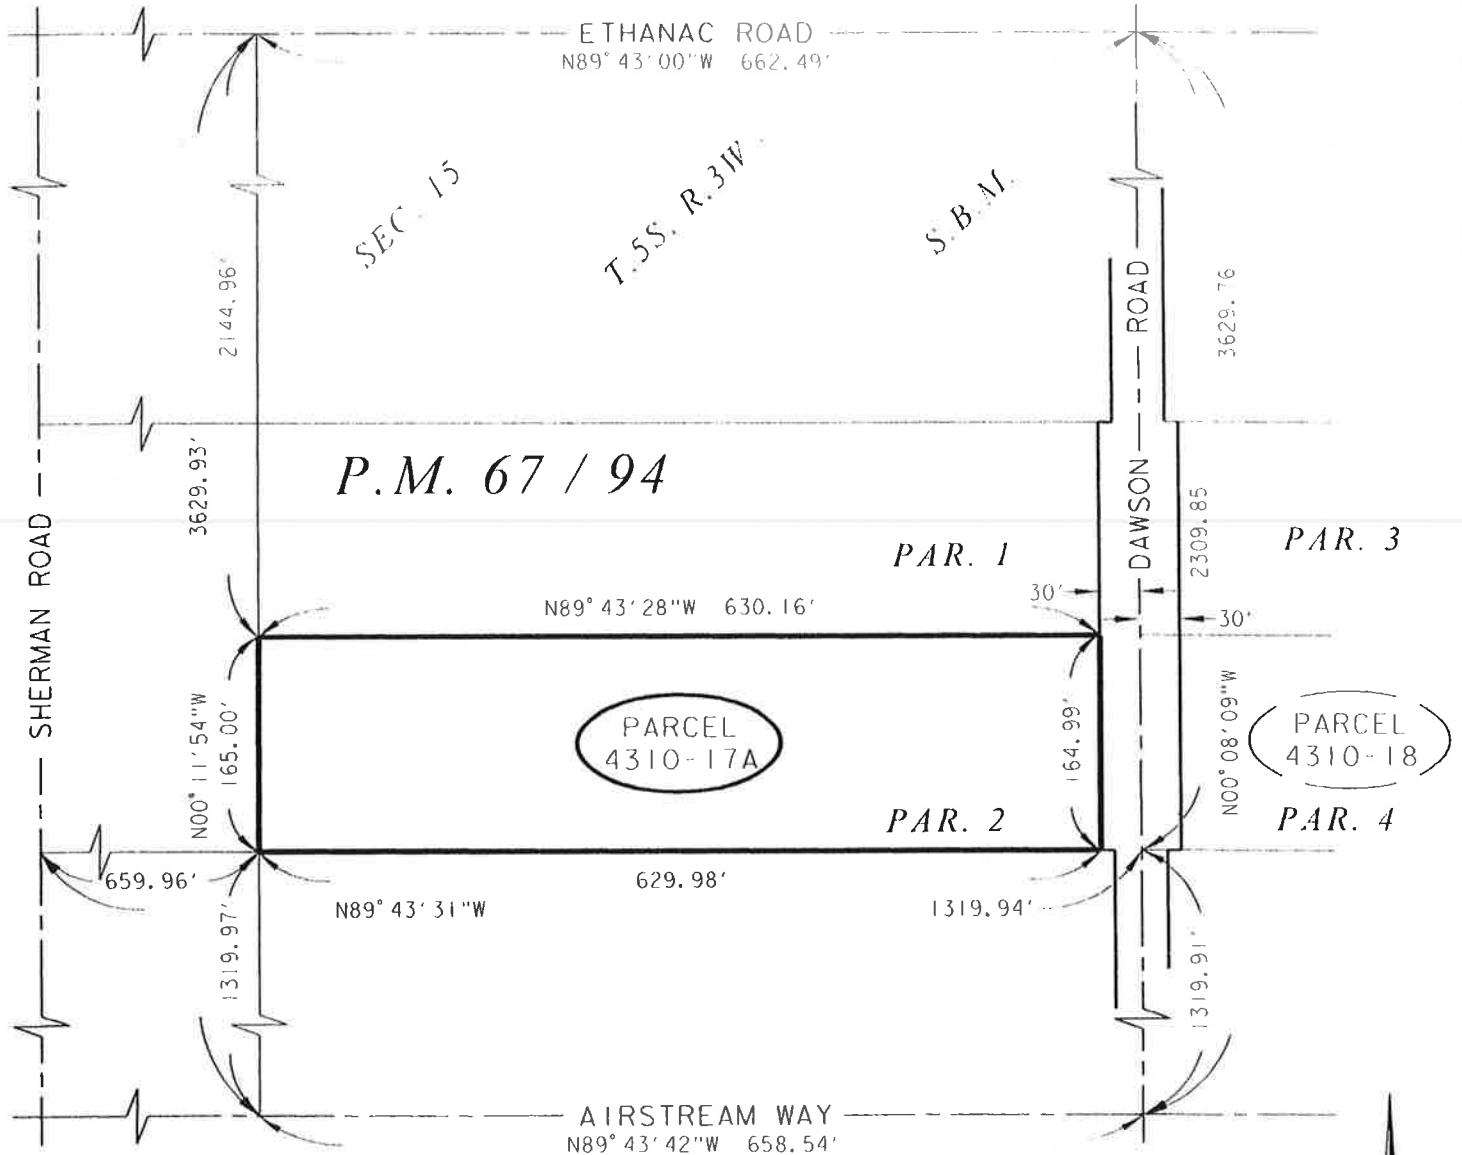 ETHANAC ROAD
N89°43'00"W 662.49'
SEC. 15
T.5S. R.3W.
S.B.M.
2144.96'
ROAD
3629.76
3629.93'
P.M. 67 / 94
DAWSON
2309.85
PAR. 1
PAR. 3
SHERMAN ROAD
N89°43'28"W 630.16'
30'
30'
N00°11'54"W
165.00'
PARCEL
4310-17A
164.99'
N00°08'09"W
PARCEL
4310-18
PAR. 2
PAR. 4
659.96'
629.98'
N89°43'31"W
1319.94'
1319.97'
1319.91'
AIRSTREAM WAY
N89°43'42"W 658.54'